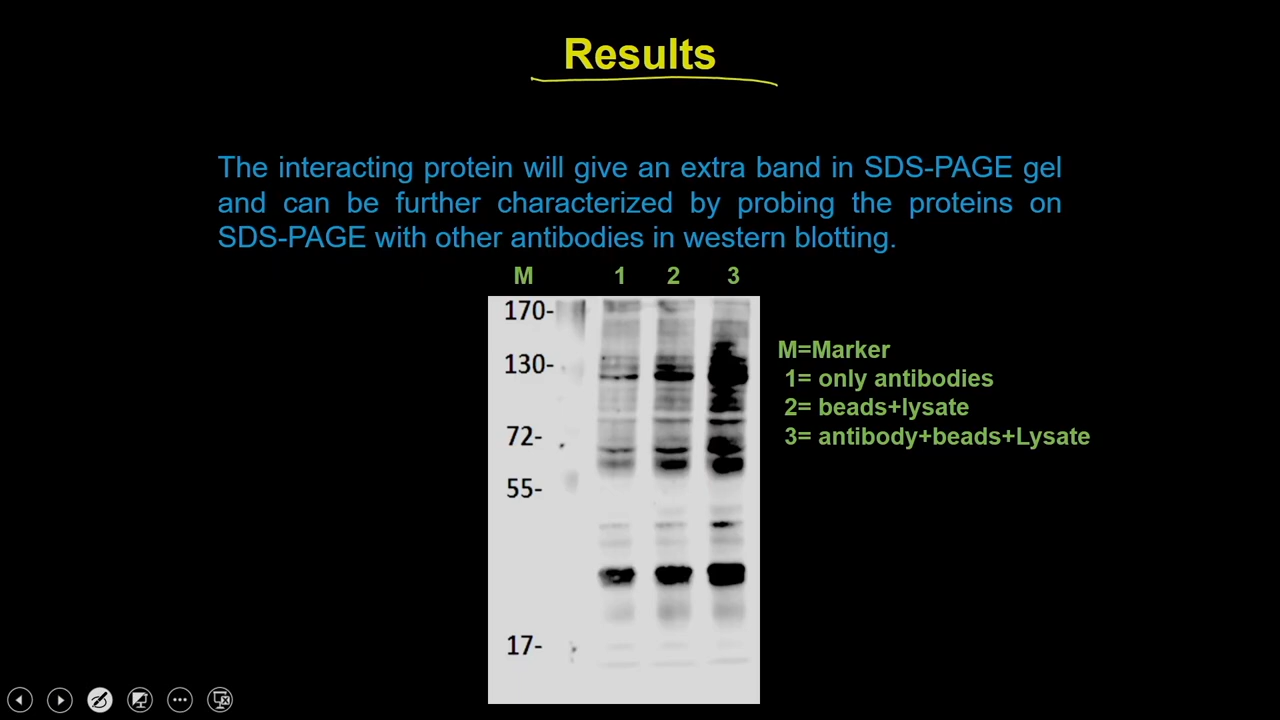 Results
The interacting protein will give an extra band in SDS-PAGE gel
and can be further characterized by probing the proteins on
SDS-PAGE with other antibodies in western blotting.
M 1 2 3
170-
130-
72-
55-
17-
M=Marker
1= only antibodies
2= beads+lysate
3= antibody+beads+Lysate